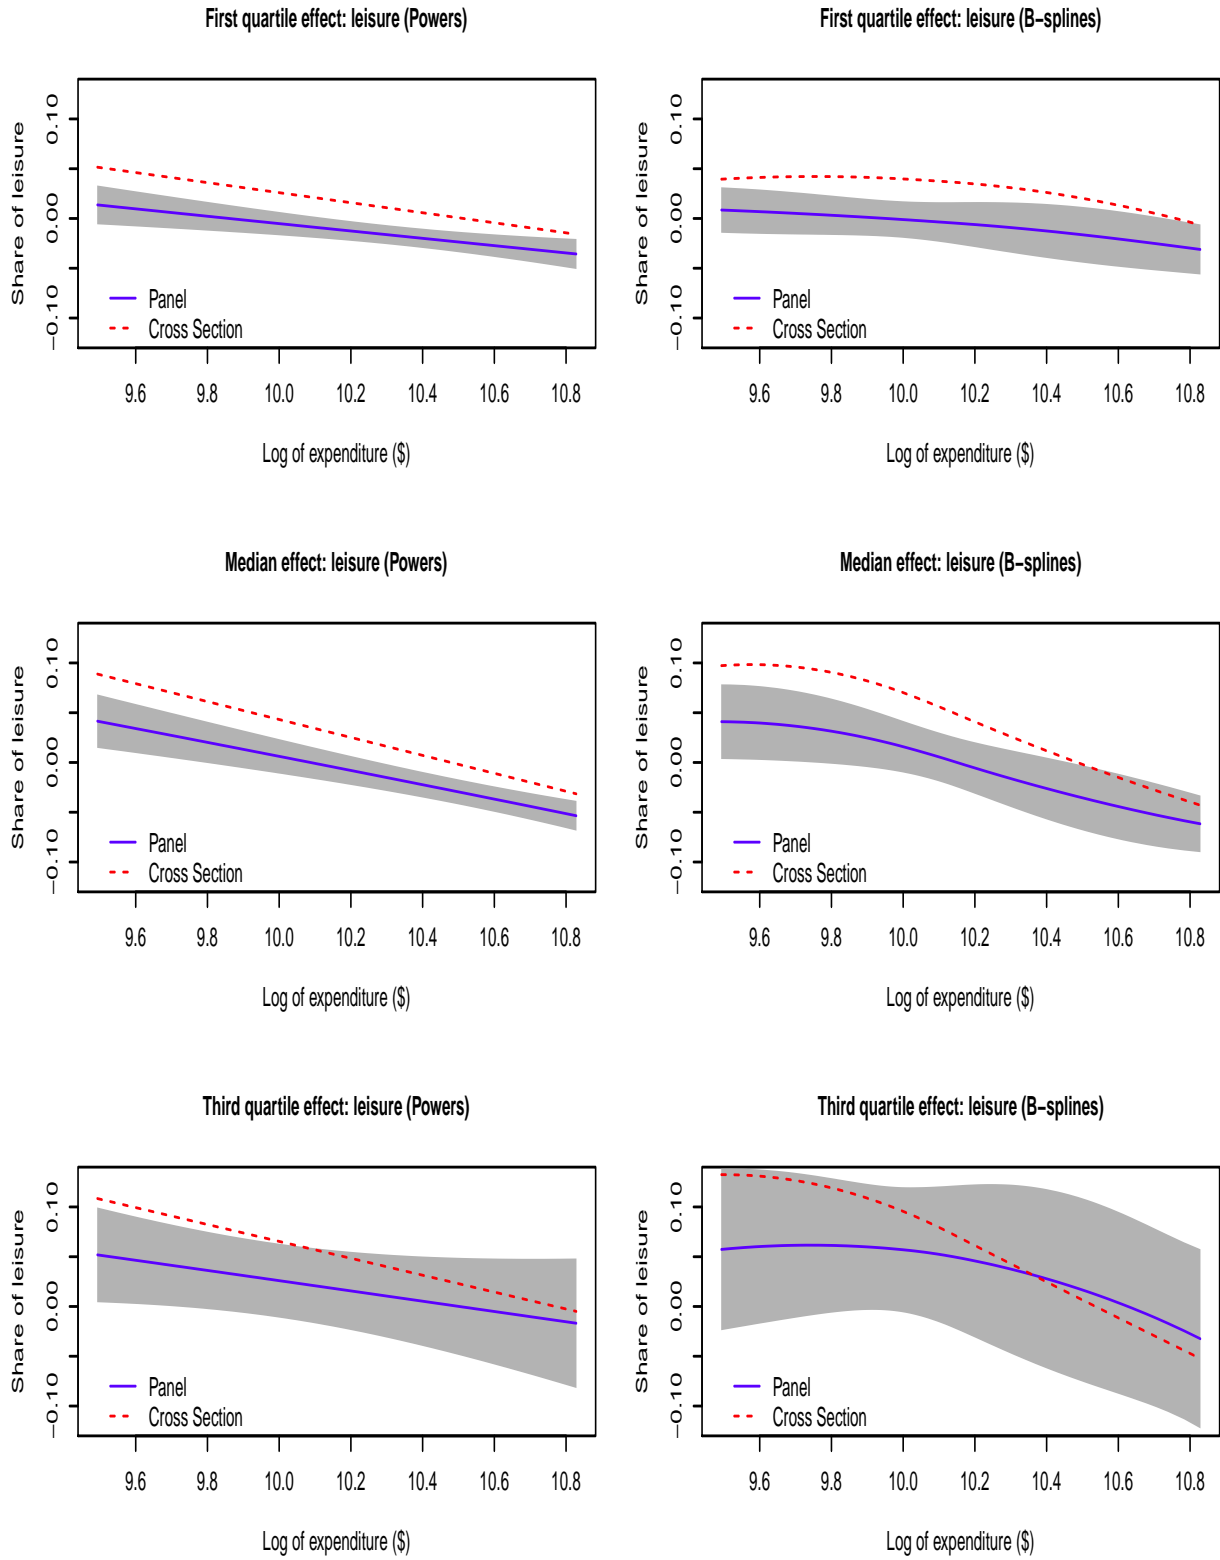 First quartile effect: leisure (Powers)
Share of leisure
0.10
0.00
−0.10
Panel
Cross Section
9.6 9.8 10.0 10.2 10.4 10.6 10.8
Log of expenditure ($)
First quartile effect: leisure (B−splines)
Share of leisure
0.10
0.00
−0.10
Panel
Cross Section
9.6 9.8 10.0 10.2 10.4 10.6 10.8
Log of expenditure ($)
Median effect: leisure (Powers)
Share of leisure
0.10
0.00
−0.10
Panel
Cross Section
9.6 9.8 10.0 10.2 10.4 10.6 10.8
Log of expenditure ($)
Median effect: leisure (B−splines)
Share of leisure
0.10
0.00
−0.10
Panel
Cross Section
9.6 9.8 10.0 10.2 10.4 10.6 10.8
Log of expenditure ($)
Third quartile effect: leisure (Powers)
Share of leisure
0.10
0.00
−0.10
Panel
Cross Section
9.6 9.8 10.0 10.2 10.4 10.6 10.8
Log of expenditure ($)
Third quartile effect: leisure (B−splines)
Share of leisure
0.10
0.00
−0.10
Panel
Cross Section
9.6 9.8 10.0 10.2 10.4 10.6 10.8
Log of expenditure ($)